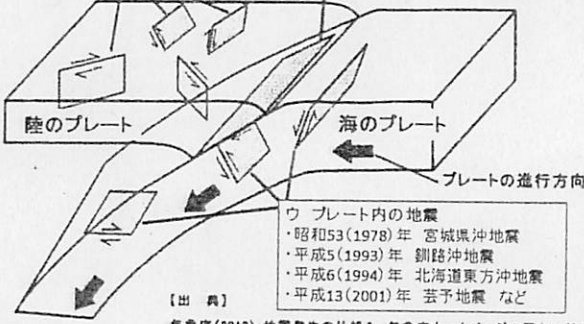 陸のプレート
海のプレート
プレートの進行方向
ウ プレート内の地震
・昭和53(1978)年 宮城県沖地震
・平成5(1993)年 釧路沖地震
・平成6(1994)年 北海道東方沖地震
・平成13(2001)年 芸予地震 など
【出 典】